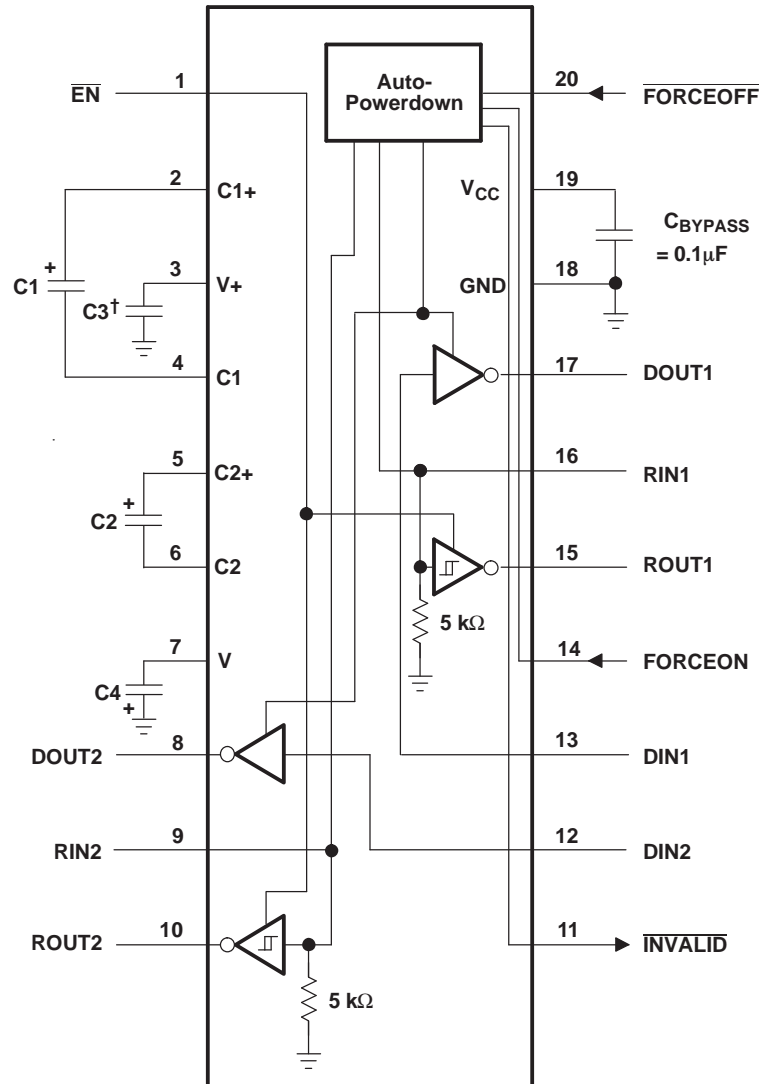 Auto-
Powerdown
EN
1
20
FORCEOFF
2
C1+
VCC
19
CBYPASS
= 0.1μF
C1
+
3
V+
C3†
GND
18
4
C1
17
DOUT1
5
C2+
16
RIN1
C2
+
6
C2
15
ROUT1
5 kΩ
7
V
14
FORCEON
C4
+
DOUT2
8
13
DIN1
RIN2
9
12
DIN2
ROUT2
10
11
INVALID
5 kΩ